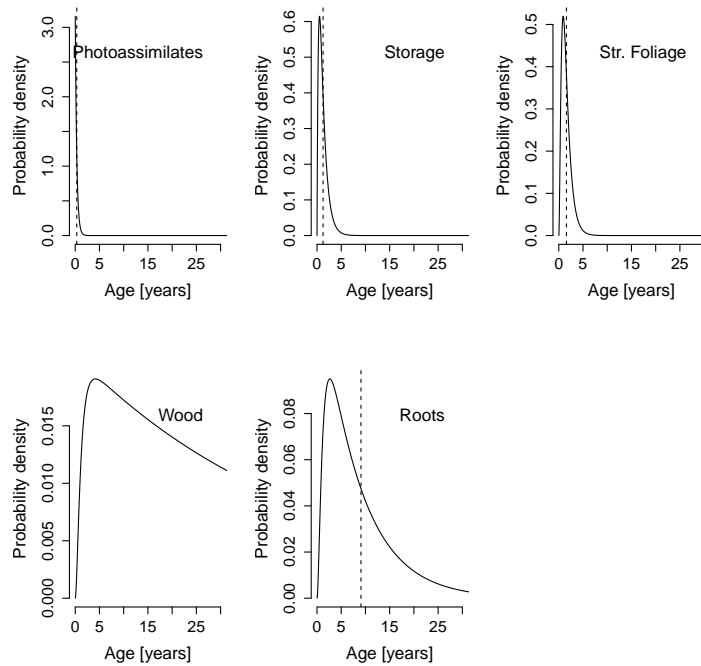 Photoassimilates
Probability density
0.0
1.0
2.0
3.0
0 5 15 25
Age [years]
Storage
Probability density
0.0 0.1 0.2 0.3 0.4 0.5 0.6
0 5 15 25
Age [years]
Str. Foliage
Probability density
0.0 0.1 0.2 0.3 0.4 0.5
0 5 15 25
Age [years]
Wood
Probability density
0.000 0.005 0.010 0.015
0 5 15 25
Age [years]
Roots
Probability density
0.00 0.02 0.04 0.06 0.08
0 5 15 25
Age [years]